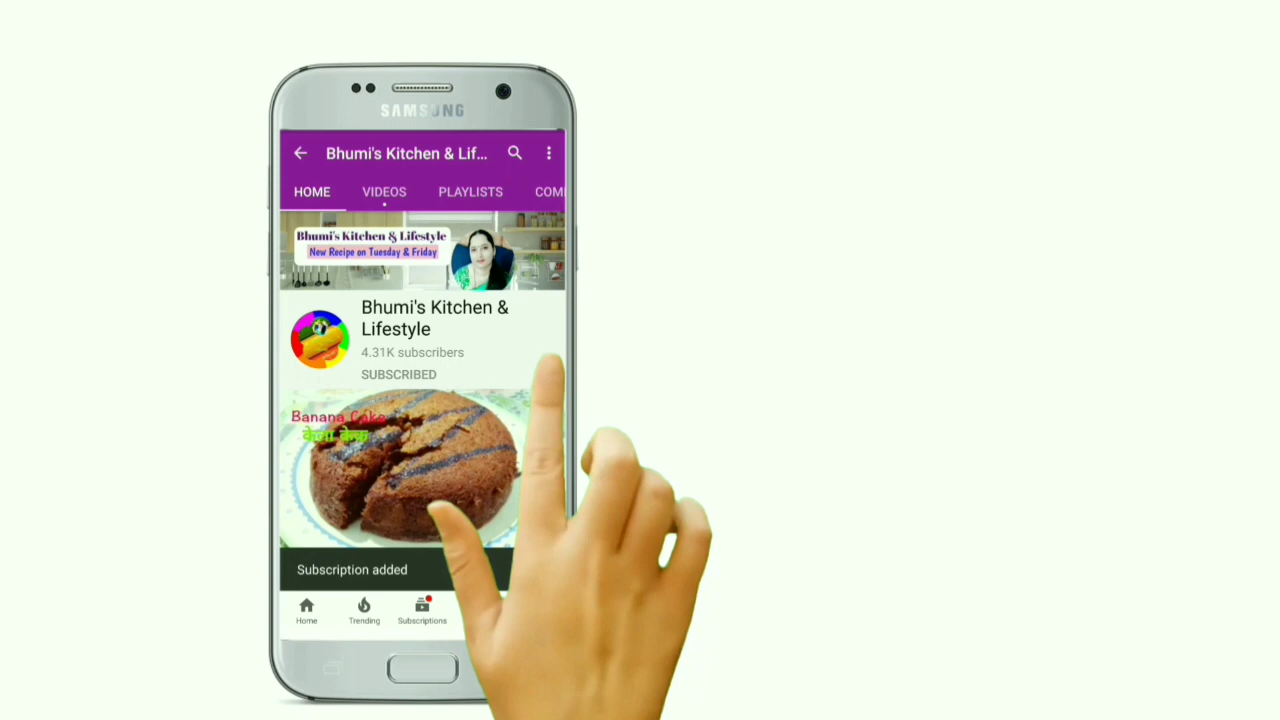 SAMSUNG
Bhumi's Kitchen & Lif...
HOME VIDEOS PLAYLISTS COM
Bhumi's Kitchen & Lifestyle
New Recipe on Tuesday & Friday
Bhumi's Kitchen &
Lifestyle
4.31K subscribers
SUBSCRIBED
Banana Cake
केला केक
Subscription added
Home Trending Subscriptions